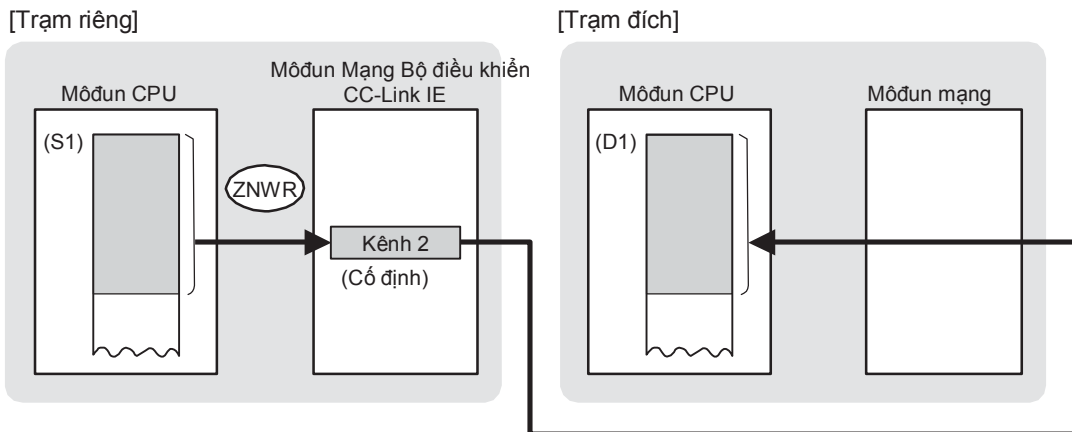 [Trạm riêng]
Môđun CPU
(S1)
ZNWR
Môđun Mạng Bộ điều khiển
CC-Link IE
Kênh 2
(Cố định)
[Trạm đích]
Môđun CPU
(D1)
Môđun mạng